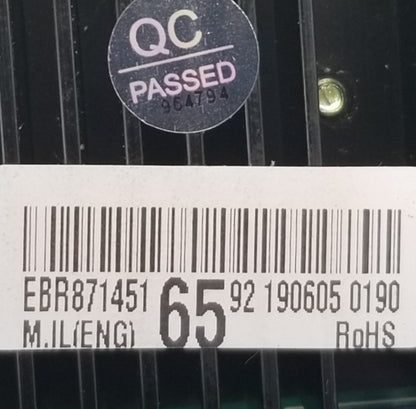 QC
PASSED
964794
EBR871451 65 92 190605 0190
M.IL(ENG) RoHS